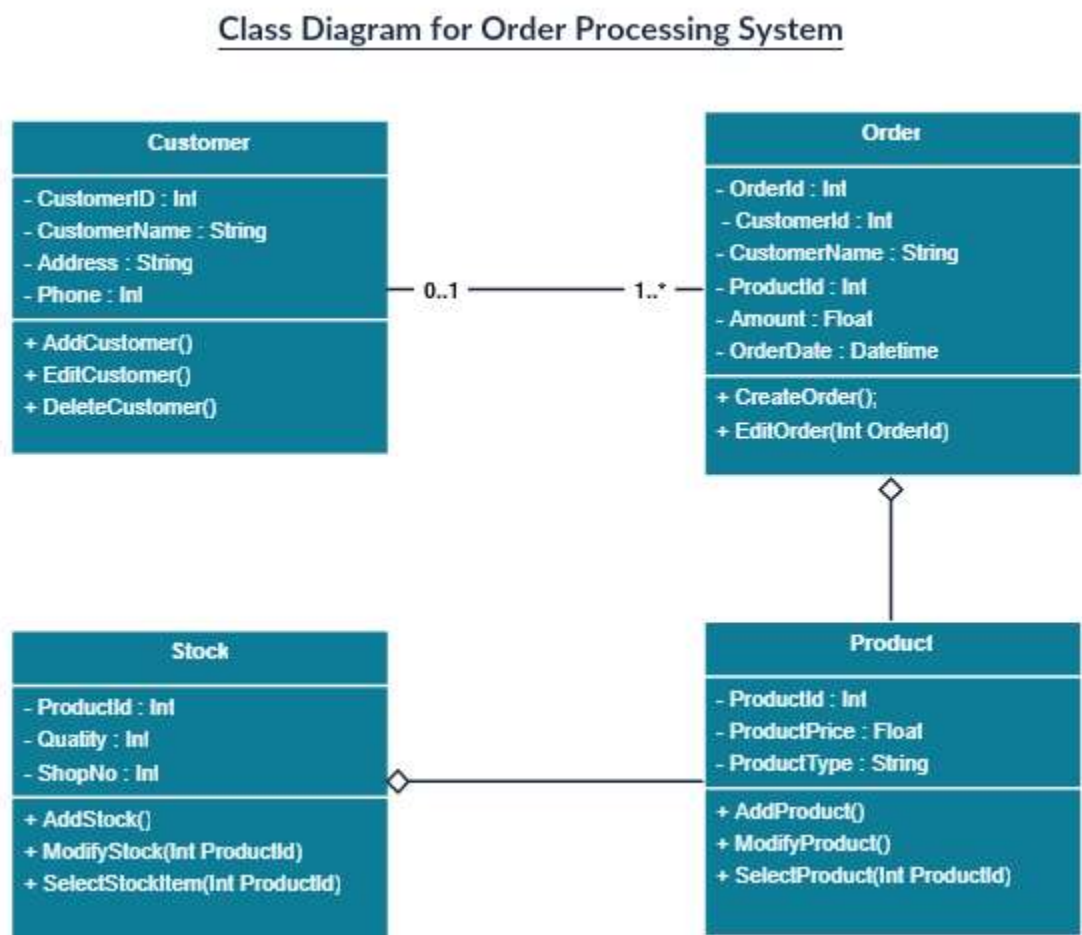 Class Diagram for Order Processing System
Customer
- CustomerID : Int
- CustomerName : String
- Address : String
- Phone : Int
+ AddCustomer()
+ EditCustomer()
+ DeleteCustomer()
0..1
1..*
Order
- OrderId : Int
- CustomerId : Int
- CustomerName : String
- ProductId : Int
- Amount : Float
- OrderDate : Datetime
+ CreateOrder();
+ EditOrder(Int OrderId)
Stock
- ProductId : Int
- Quatity : Int
- ShopNo : Int
+ AddStock()
+ ModifyStock(Int ProductId)
+ SelectStockItem(Int ProductId)
Product
- ProductId : Int
- ProductPrice : Float
- ProductType : String
+ AddProduct()
+ ModifyProduct()
+ SelectProduct(Int ProductId)